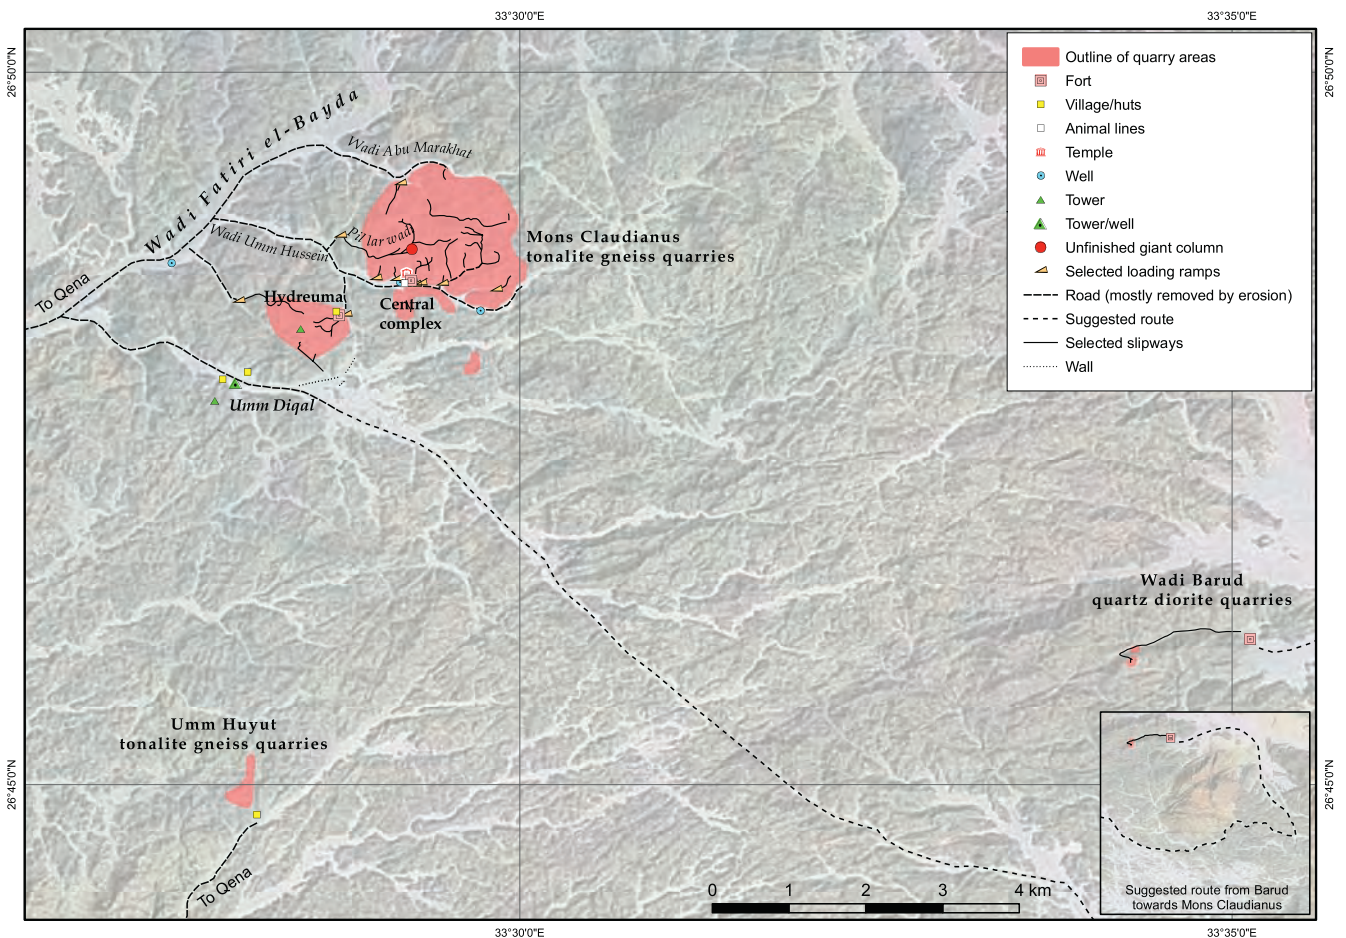 33°30'0"E
33°35'0"E
26°50'0"N
26°50'0"N
Outline of quarry areas
Fort
Village/huts
Animal lines
Temple
Well
Tower
Tower/well
Unfinished giant column
Selected loading ramps
Road (mostly removed by erosion)
Suggested route
Selected slipways
Wall
Wadi Fatiri el-Bayda
Wadi Abu Marakhat
Wadi Umm Hussein
Pillar wadi
Mons Claudianus
tonalite gneiss quarries
To Qena
Hydreuma
Central
complex
Umm Diqal
Wadi Barud
quartz diorite quarries
Umm Huyut
tonalite gneiss quarries
26°45'0"N
26°45'0"N
To Qena
0 1 2 3 4 km
Suggested route from Barud
towards Mons Claudianus
33°30'0"E
33°35'0"E